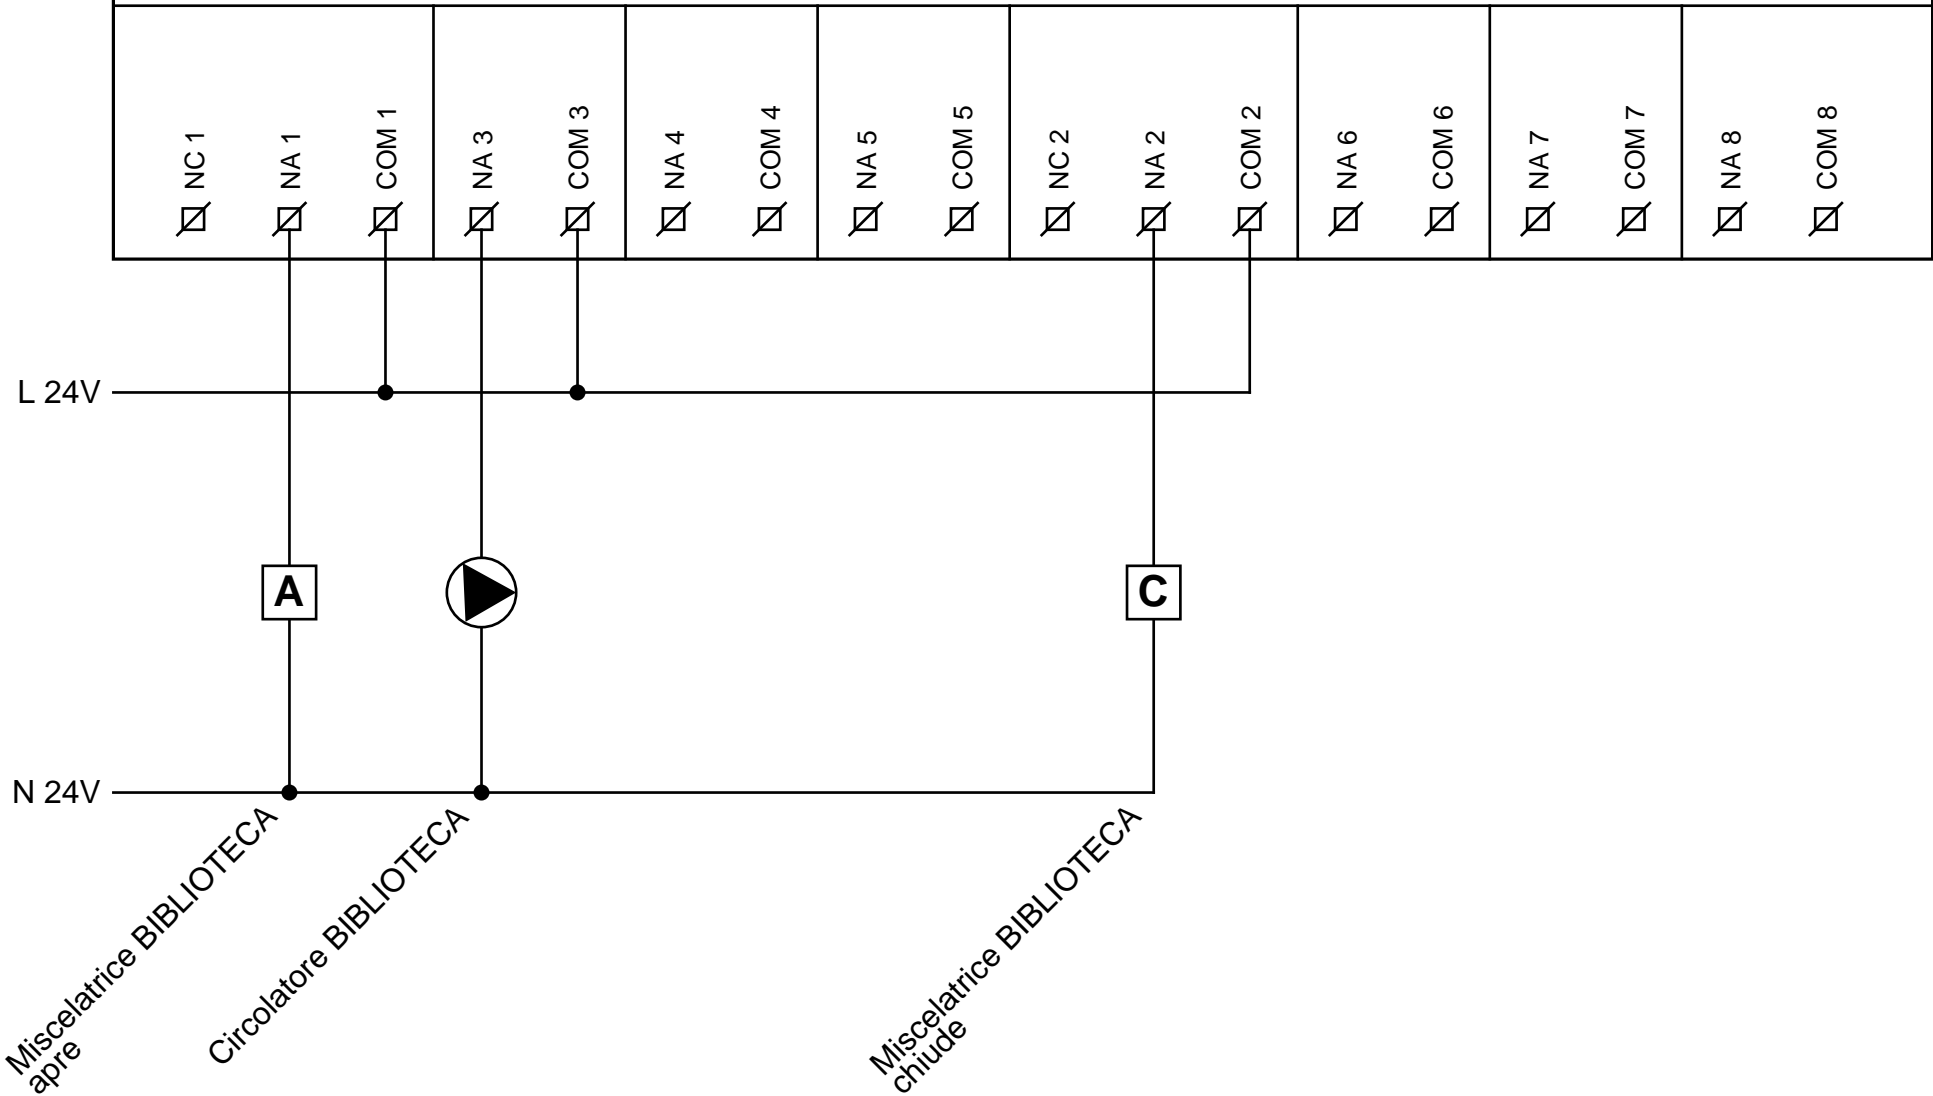 NC 1
NA 1
COM 1
NA 3
COM 3
NA 4
COM 4
NA 5
COM 5
NC 2
NA 2
COM 2
NA 6
COM 6
NA 7
COM 7
NA 8
COM 8
L 24V
A
C
N 24V
Miscelatrice BIBLIOTECA
apre
Circolatore BIBLIOTECA
Miscelatrice BIBLIOTECA
chiude